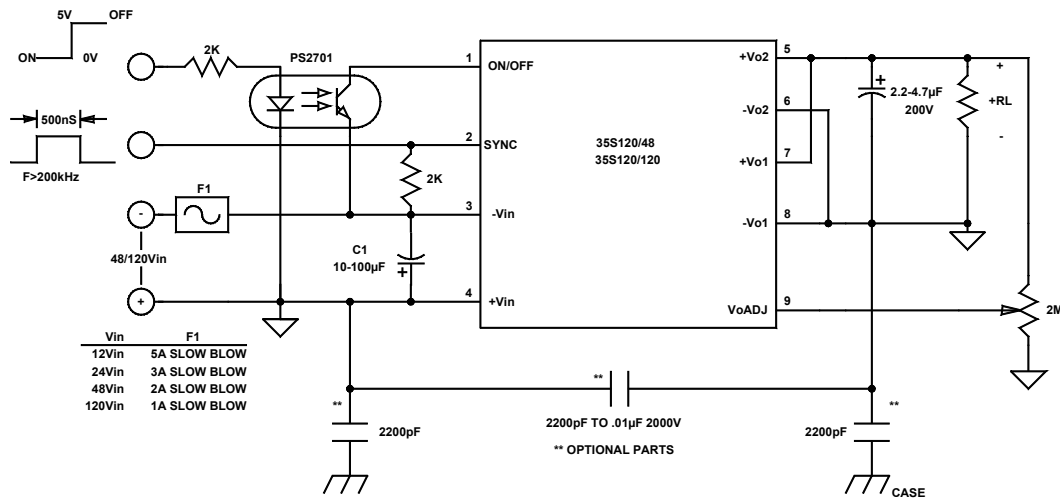 5V
OFF
ON
0V
2K
PS2701
500nS
F>200kHz
F1
-
48/120Vin
+
2K
C1
10-100µF
+
1
ON/OFF
2
SYNC
3
-Vin
4
+Vin
35S120/48
35S120/120
+Vo2
5
-Vo2
6
+Vo1
7
-Vo1
8
VoADJ
9
+
2.2-4.7µF
200V
+
+RL
-
2M
Vin F1
12Vin 5A SLOW BLOW
24Vin 3A SLOW BLOW
48Vin 2A SLOW BLOW
120Vin 1A SLOW BLOW
**
2200pF
**
2200pF TO .01µF 2000V
** OPTIONAL PARTS
**
2200pF
CASE